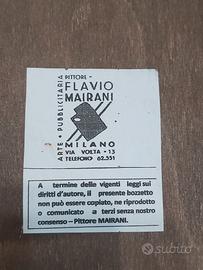 PITTORE -
FLAVIO
MAIRANI
ARTE • PUBBLICITARIA
MILANO
VIA VOLTA - 13
TELEFONO 62.551
A termine delle vigenti leggi sui
diritti d'autore, il presente bozzetto
non può essere copiato, ne riprodotto
o comunicato a terzi senza nostro
consenso - Pittore MAIRANI.
subito